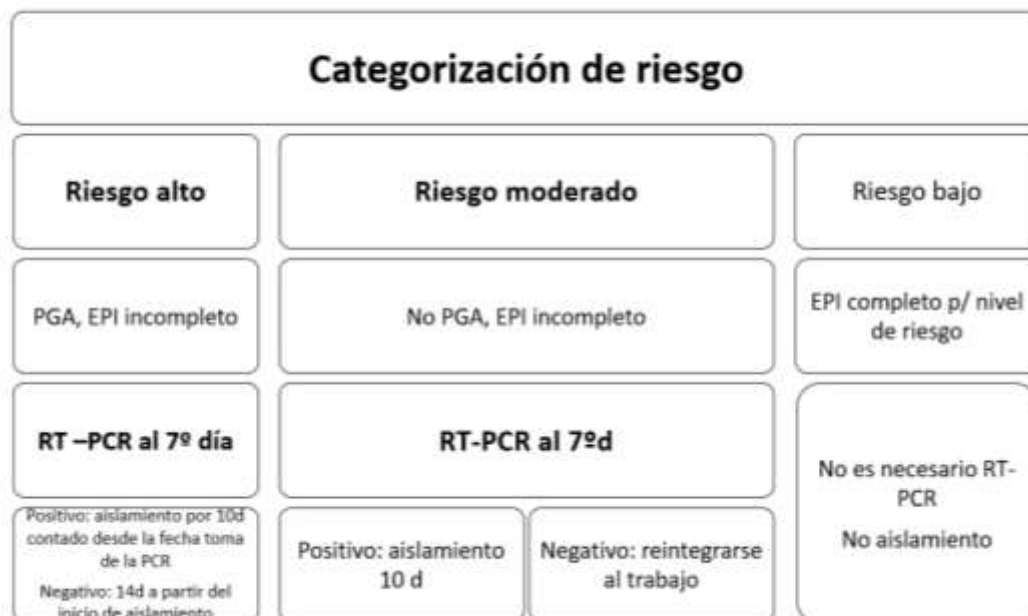 Categorización de riesgo
Riesgo alto
Riesgo moderado
Riesgo bajo
PGA, EPI incompleto
No PGA, EPI incompleto
EPI completo p/ nivel
de riesgo
RT –PCR al 7º día
RT-PCR al 7ºd
No es necesario RT-
PCR
No aislamiento
Positivo: aislamiento por 10d
contado desde la fecha toma
de la PCR
Negativo: 14d a partir del
inicio de aislamiento
Positivo: aislamiento
10 d
Negativo: reintegrarse
al trabajo